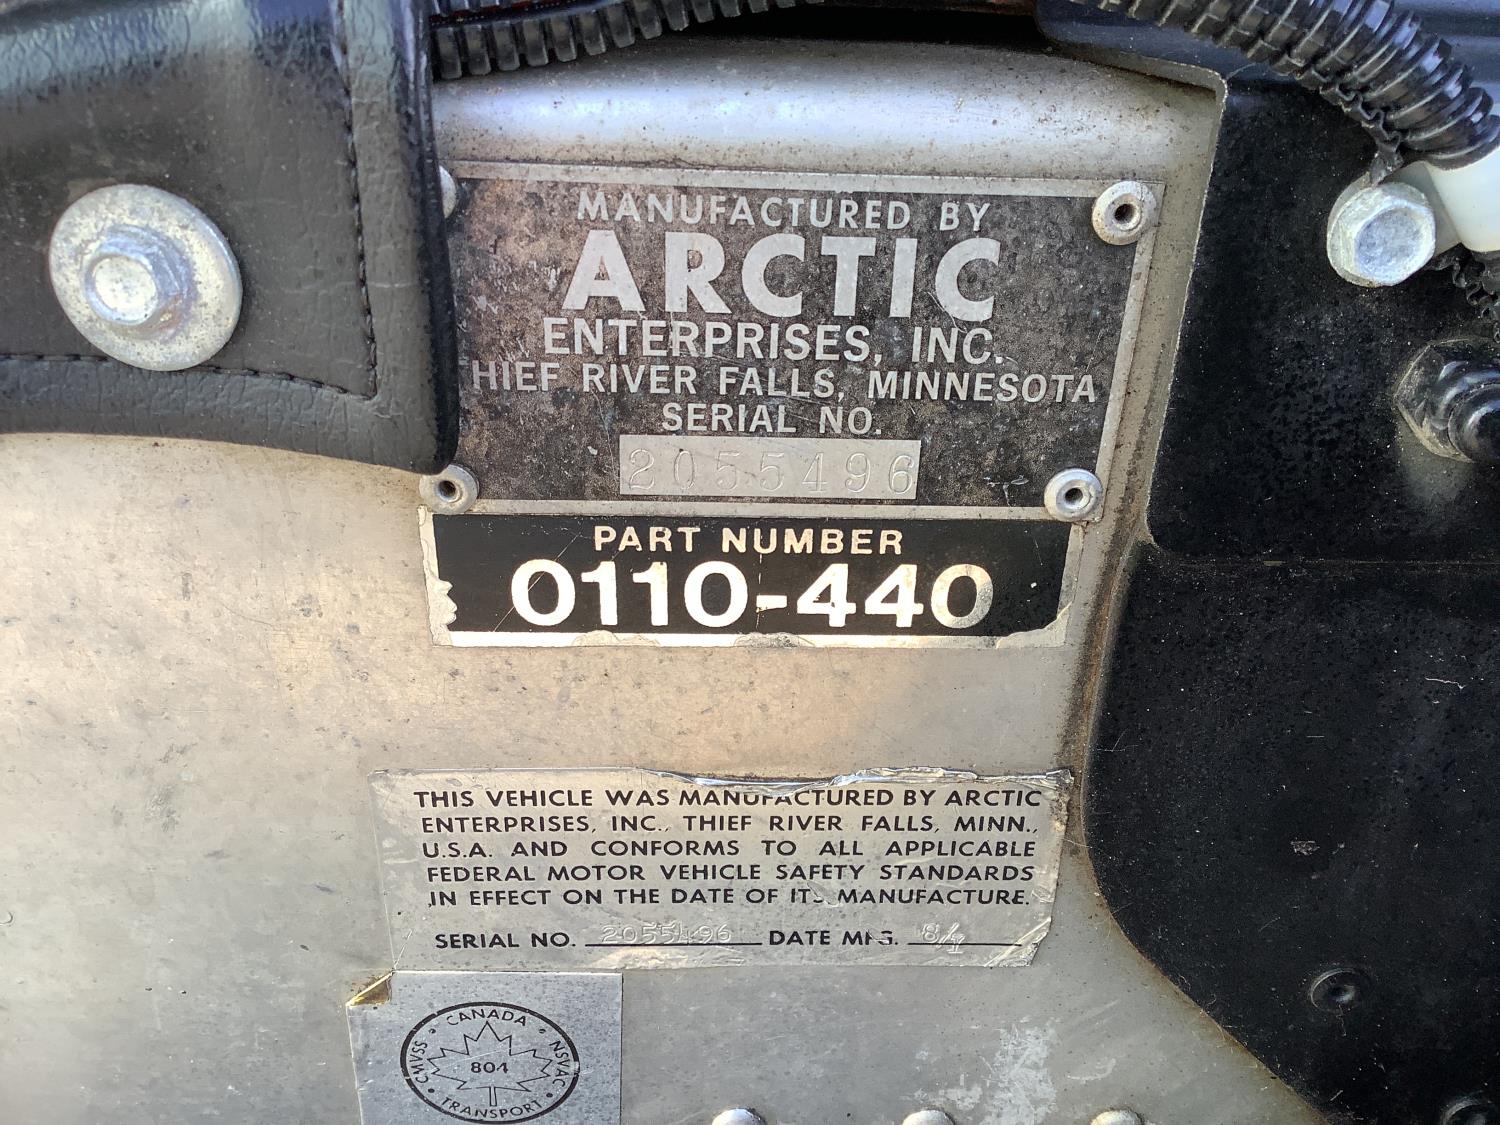 MANUFACTURED BY
ARCTIC
ENTERPRISES, INC.
HIEF RIVER FALLS, MINNESOTA
SERIAL NO.
2055496
PART NUMBER
0110-440
THIS VEHICLE WAS MANUFACTURED BY ARCTIC
ENTERPRISES, INC., THIEF RIVER FALLS, MINN.,
U.S.A. AND CONFORMS TO ALL APPLICABLE
FEDERAL MOTOR VEHICLE SAFETY STANDARDS
IN EFFECT ON THE DATE OF ITS MANUFACTURE.
SERIAL NO. 2055496 DATE MFG. 8/1
CANADA
CMVSS NSVAC
804
TRANSPORT